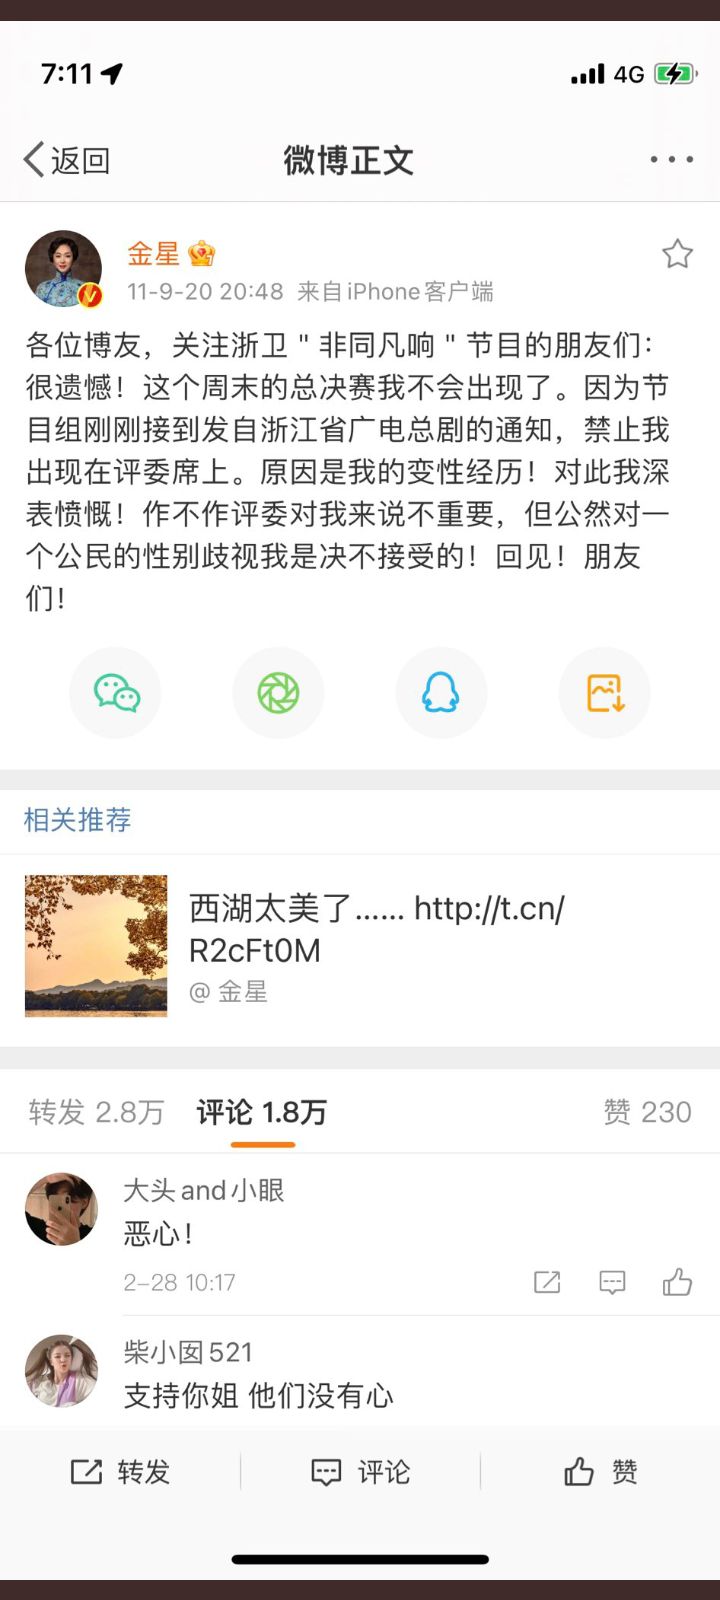 7:11
4G
返回
微博正文
金星
11-9-20 20:48 来自iPhone客户端
各位博友，关注浙卫＂非同凡响＂节目的朋友们：
很遗憾！这个周末的总决赛我不会出现了。因为节
目组刚刚接到发自浙江省广电总剧的通知，禁止我
出现在评委席上。原因是我的变性经历！对此我深
表愤慨！作不作评委对我来说不重要，但公然对一
个公民的性别歧视我是决不接受的！回见！朋友
们！
相关推荐
西湖太美了...... http://t.cn/
R2cFt0M
@ 金星
转发 2.8万 评论 1.8万 赞 230
大头and小眼
恶心！
2-28 10:17
柴小囡521
支持你姐 他们没有心
转发 评论 赞